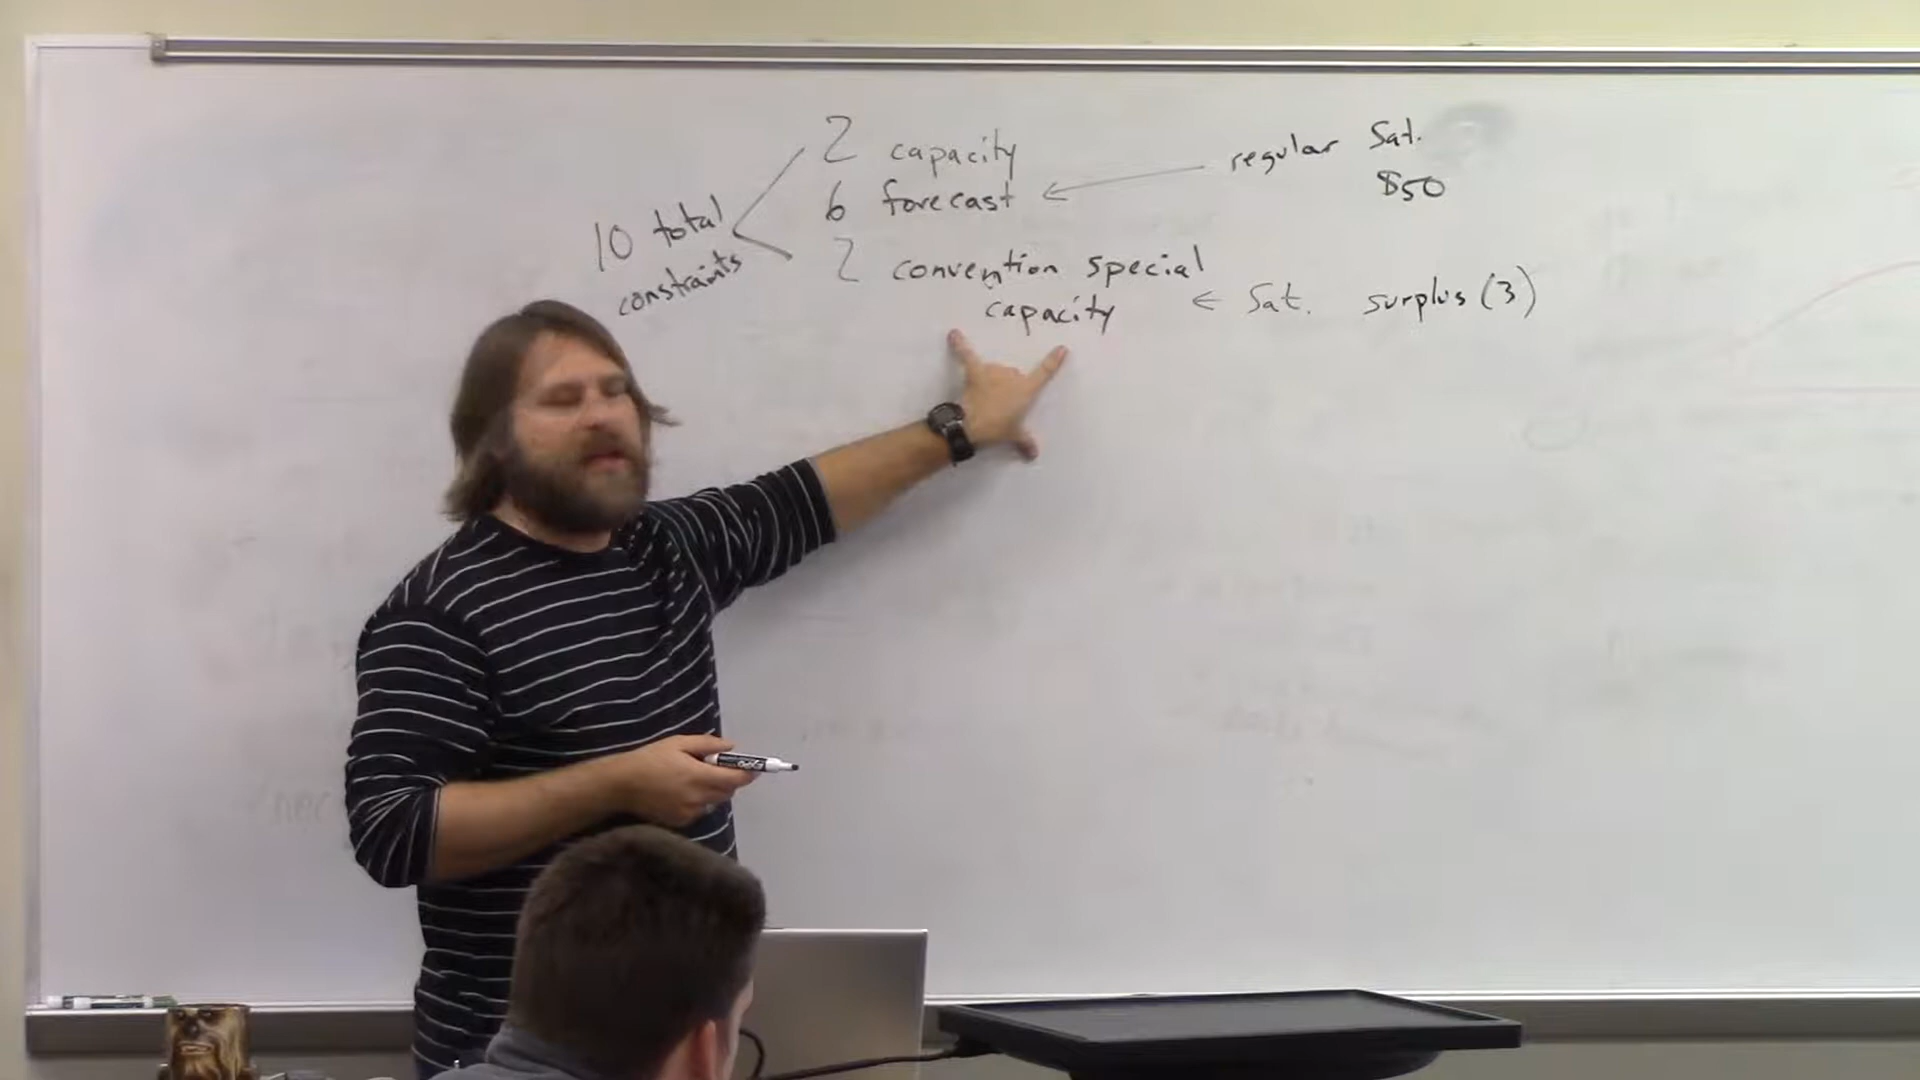 10 total
constraints
2 capacity
6 forecast
2 convention special
capacity
regular Sat.
$50
← Sat. surplus (3)